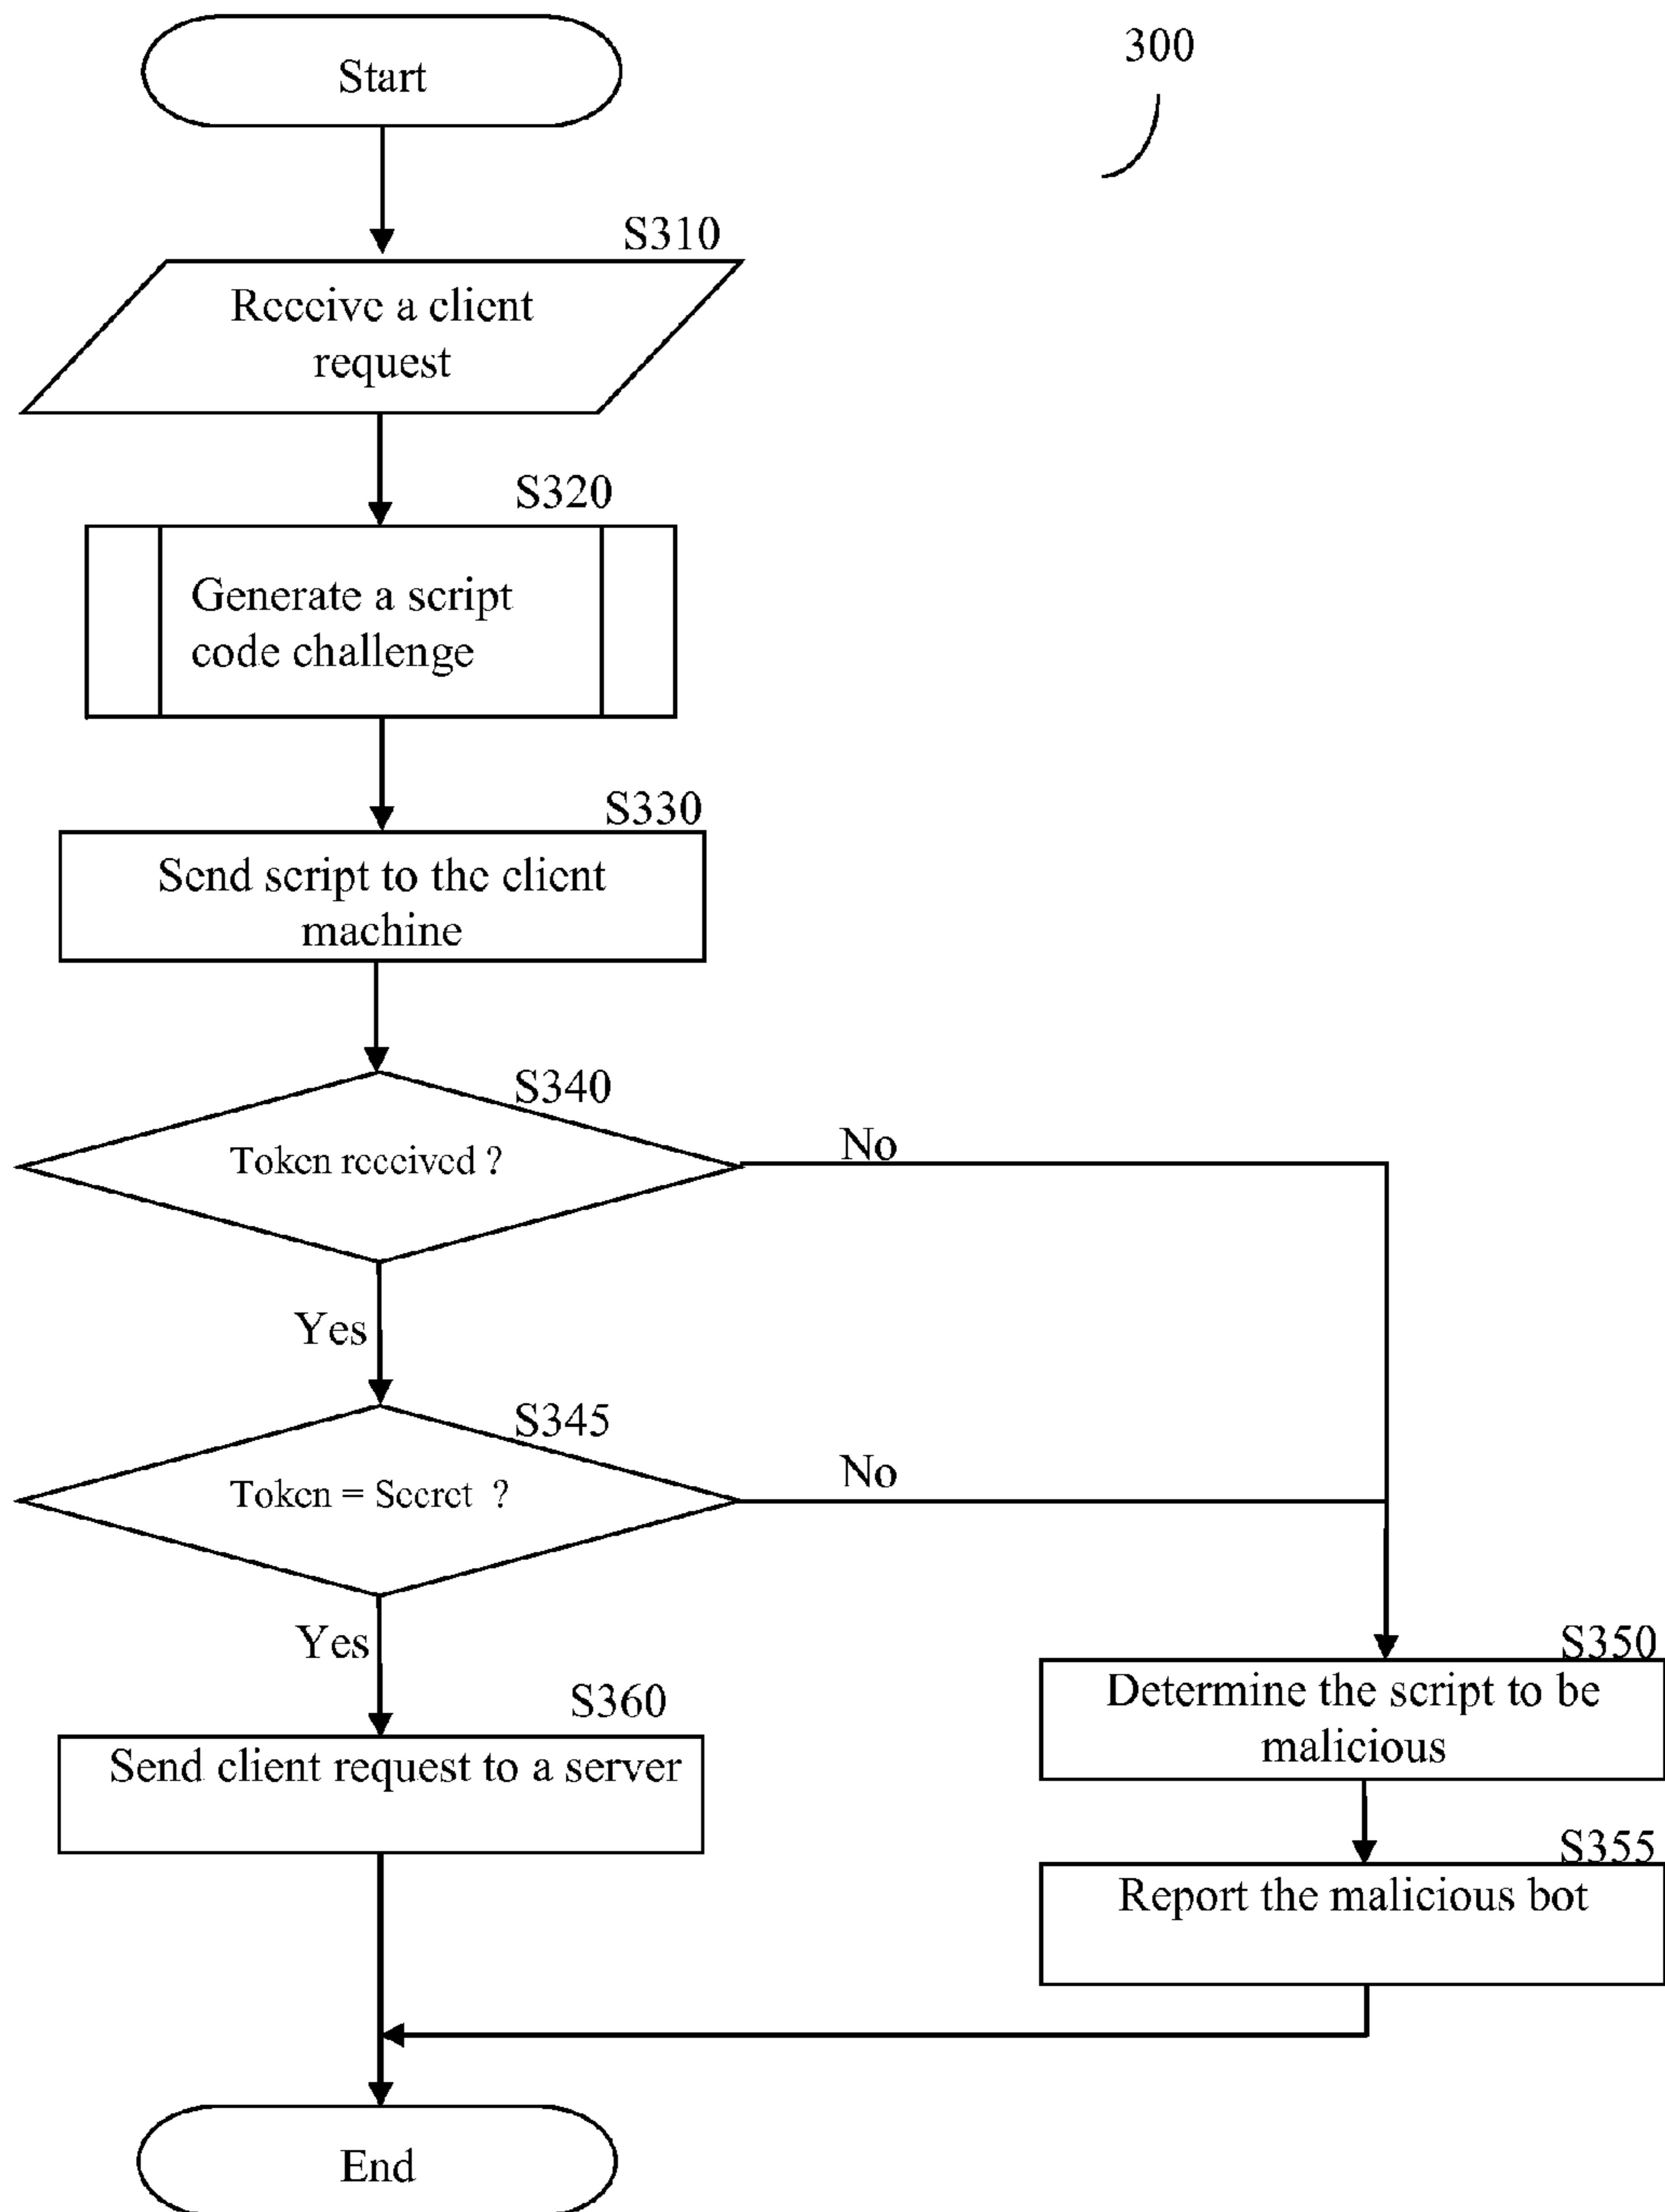 Start
300
S310
Receive a client
request
S320
Generate a script
code challenge
S330
Send script to the client
machine
S340
Token received ?
No
Yes
S345
Token = Secret ?
No
Yes
S360
Send client request to a server
S350
Determine the script to be
malicious
S355
Report the malicious bot
End